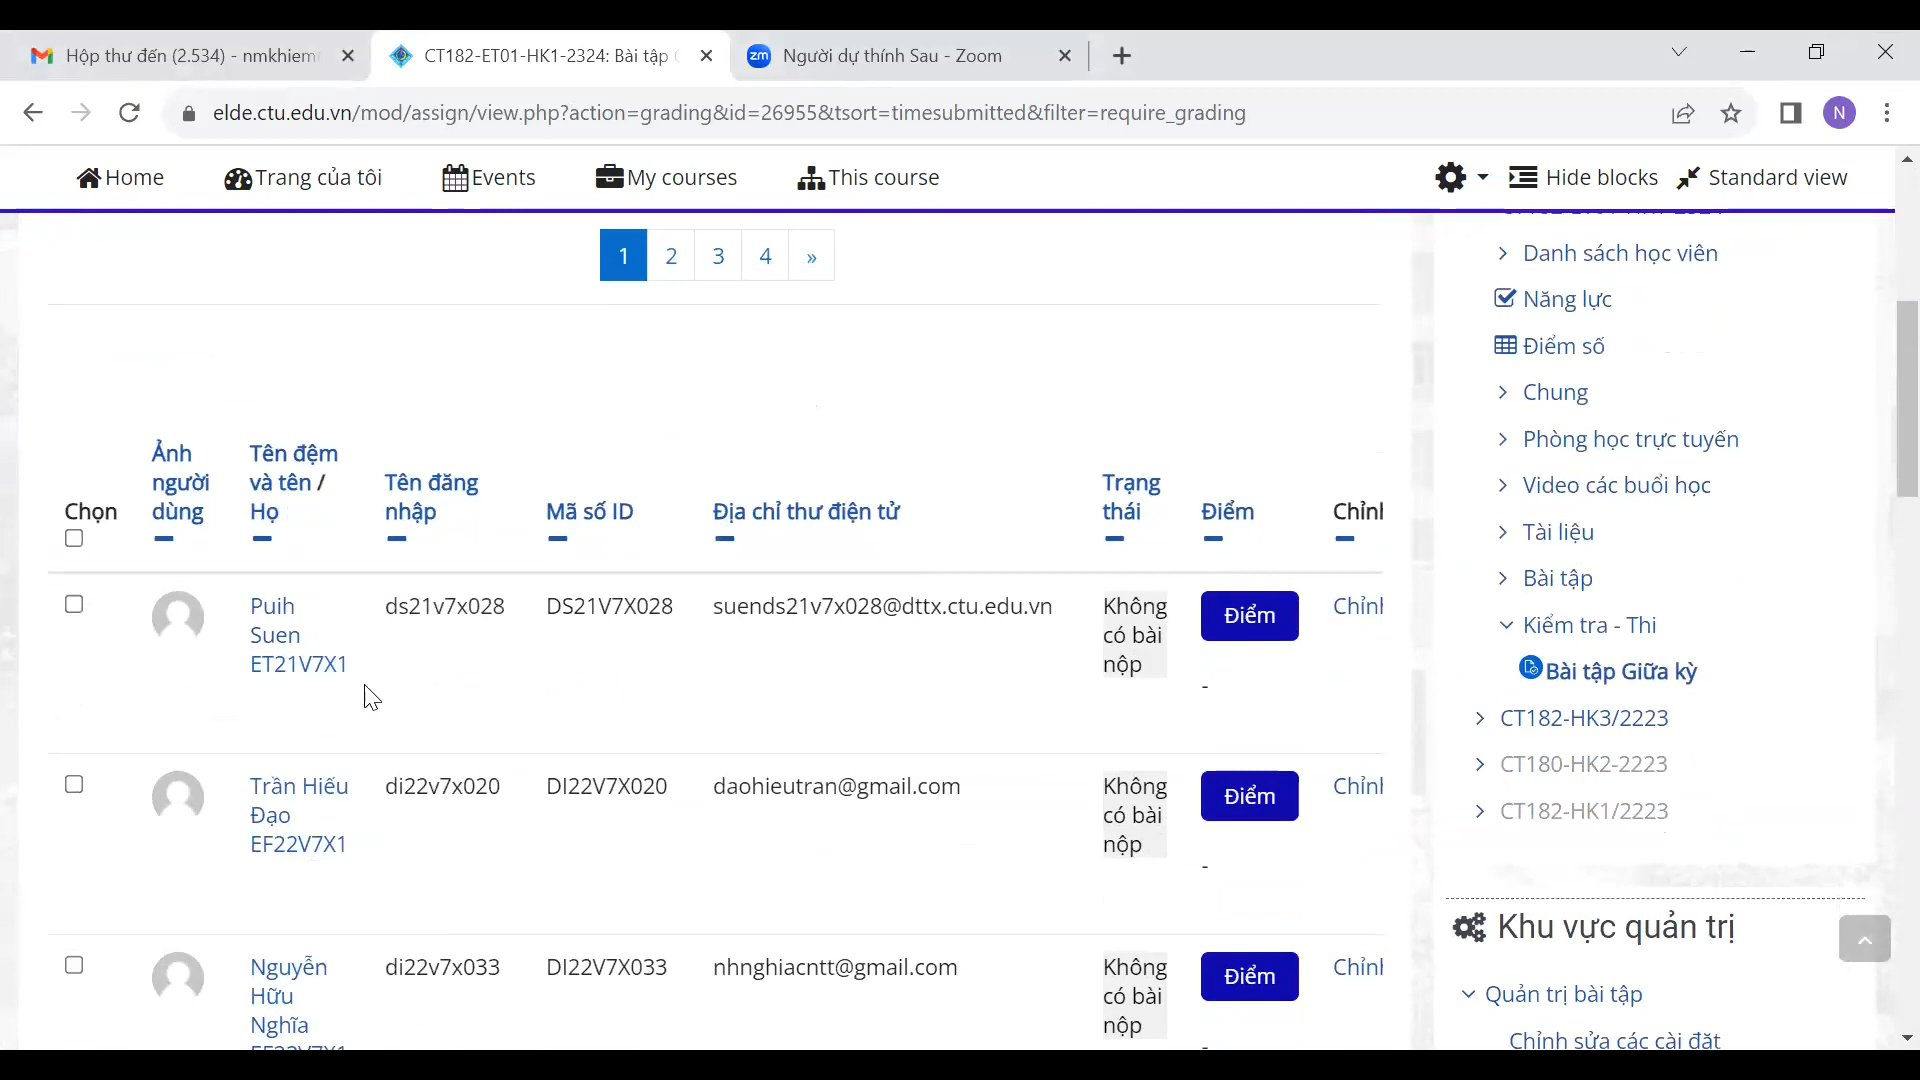 Hộp thư đến (2.534) - nmkhiem
CT182-ET01-HK1-2324: Bài tập
Người dự thính Sau - Zoom
elde.ctu.edu.vn/mod/assign/view.php?action=grading&id=26955&tsort=timesubmitted&filter=require_grading
N
Home
Trang của tôi
Events
My courses
This course
Hide blocks
Standard view
1 2 3 4 »
Chọn
Ảnh
người
dùng
Tên đệm
và tên /
Họ
Tên đăng
nhập
Mã số ID
Địa chỉ thư điện tử
Trạng
thái
Điểm
Chỉnh
Puih
Suen
ET21V7X1
ds21v7x028
DS21V7X028
suends21v7x028@dttx.ctu.edu.vn
Không
có bài
nộp
Điểm
-
Chỉnh
Trần Hiếu
Đạo
EF22V7X1
di22v7x020
DI22V7X020
daohieutran@gmail.com
Không
có bài
nộp
Điểm
-
Chỉnh
Nguyễn
Hữu
Nghĩa
EF22V7X1
di22v7x033
DI22V7X033
nhnghiacntt@gmail.com
Không
có bài
nộp
Điểm
-
Chỉnh
Danh sách học viên
Năng lực
Điểm số
Chung
Phòng học trực tuyến
Video các buổi học
Tài liệu
Bài tập
Kiểm tra - Thi
Bài tập Giữa kỳ
CT182-HK3/2223
CT180-HK2-2223
CT182-HK1/2223
Khu vực quản trị
Quản trị bài tập
Chỉnh sửa các cài đặt